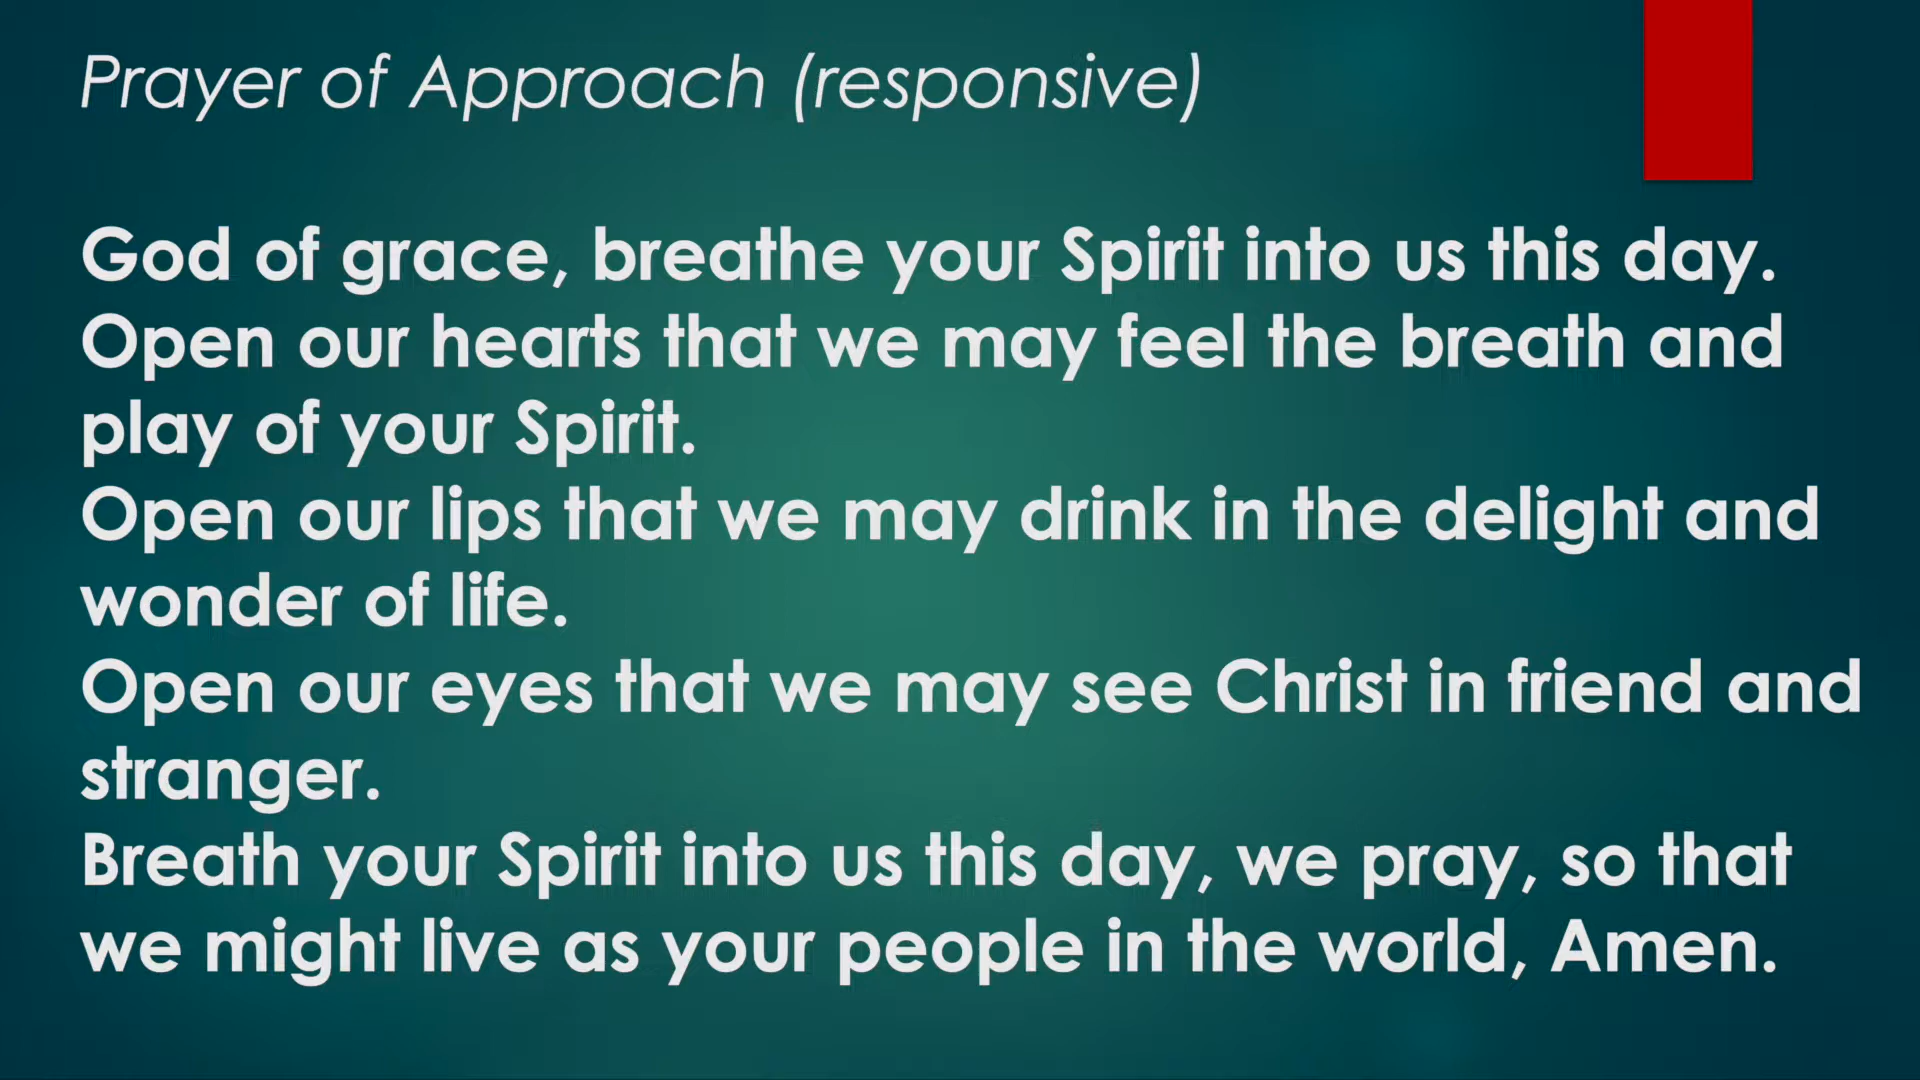 Prayer of Approach (responsive)
God of grace, breathe your Spirit into us this day.
Open our hearts that we may feel the breath and
play of your Spirit.
Open our lips that we may drink in the delight and
wonder of life.
Open our eyes that we may see Christ in friend and
stranger.
Breath your Spirit into us this day, we pray, so that
we might live as your people in the world, Amen.